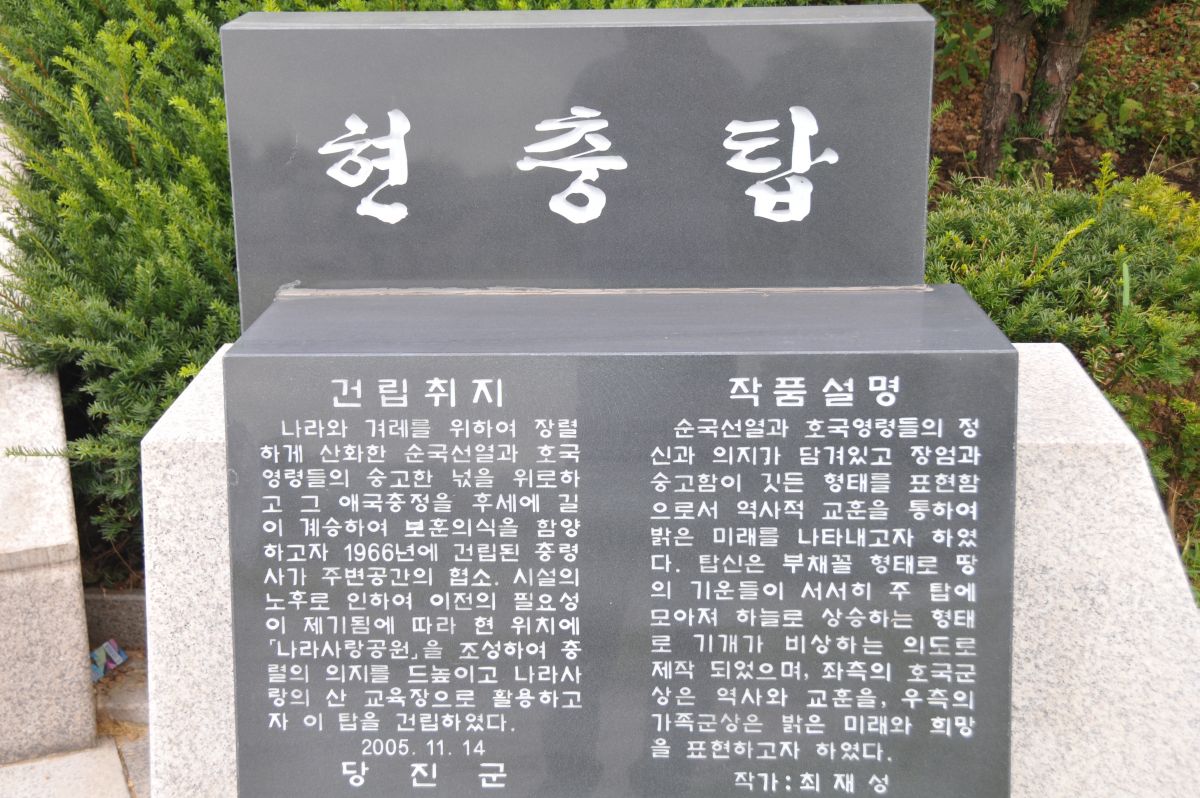 현충탑
건립취지
나라와 겨레를 위하여 장렬
하게 산화한 순국선열과 호국
영령들의 숭고한 넋을 위로하
고 그 애국충정을 후세에 길
이 계승하여 보훈의식을 함양
하고자 1966년에 건립된 충령
사가 주변공간의 협소. 시설의
노후로 인하여 이전의 필요성
이 제기됨에 따라 현 위치에
「나라사랑공원」을 조성하여 충
렬의 의지를 드높이고 나라사
랑의 산 교육장으로 활용하고
자 이 탑을 건립하였다.
2005. 11. 14
당진군
작품설명
순국선열과 호국영령들의 정
신과 의지가 담겨있고 장엄과
숭고함이 깃든 형태를 표현함
으로서 역사적 교훈을 통하여
밝은 미래를 나타내고자 하였
다. 탑신은 부채꼴 형태로 땅
의 기운들이 서서히 주 탑에
모아져 하늘로 상승하는 형태
로 기개가 비상하는 의도로
제작 되었으며, 좌측의 호국군
상은 역사와 교훈을, 우측의
가족군상은 밝은 미래와 희망
을 표현하고자 하였다.
작가:최재성